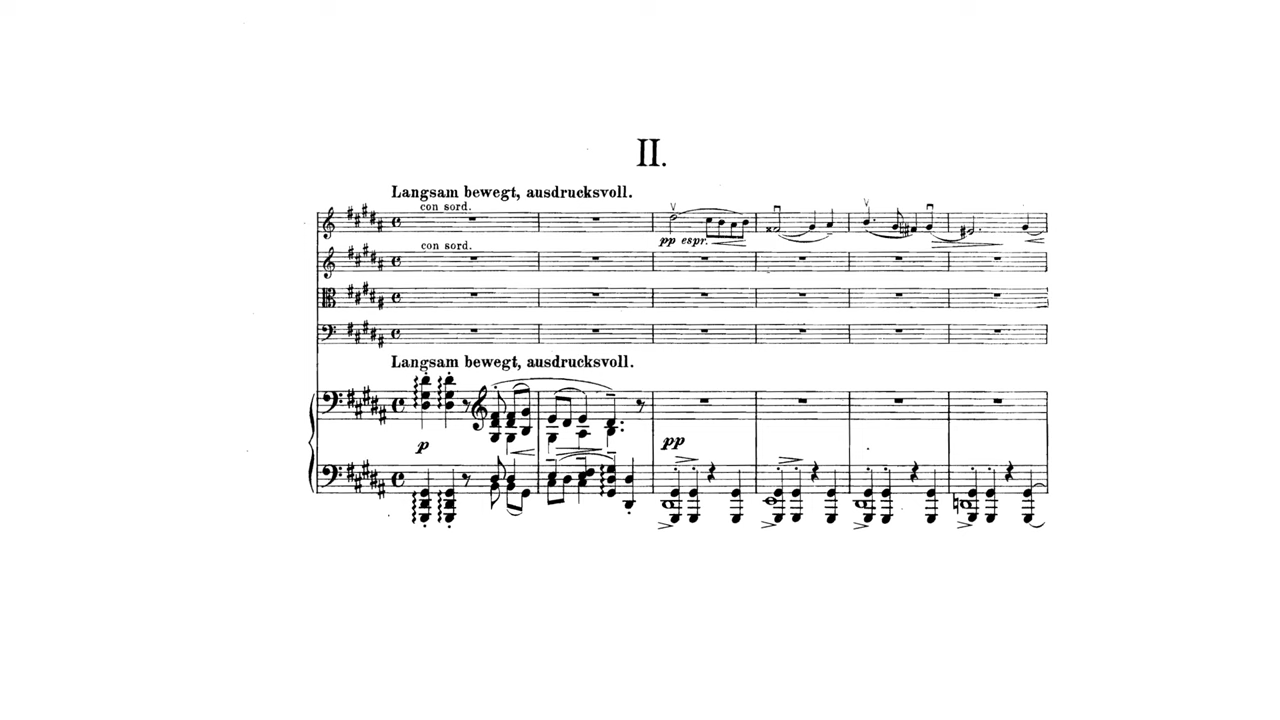 II.
Langsam bewegt, ausdrucksvoll.
con sord.
pp espr.
con sord.
Langsam bewegt, ausdrucksvoll.
p
pp